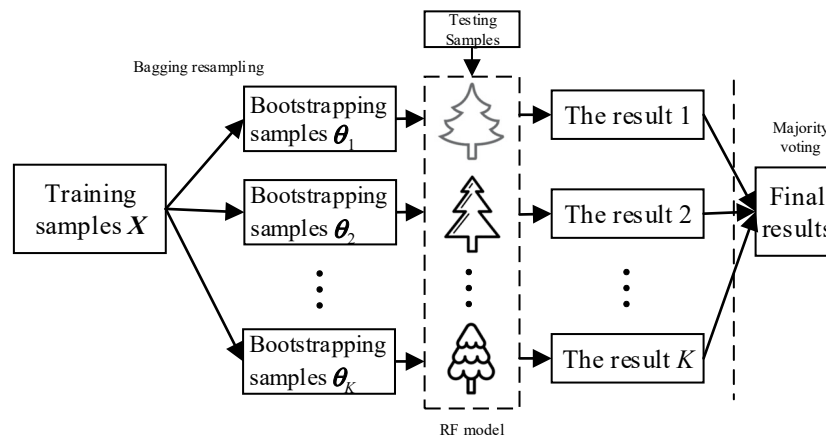 Testing
Samples
Bagging resampling
Bootstrapping
samples θ₁
The result 1
Majority
voting
Training
samples X
Bootstrapping
samples θ₂
The result 2
Final
results
Bootstrapping
samples θ_K
The result K
RF model